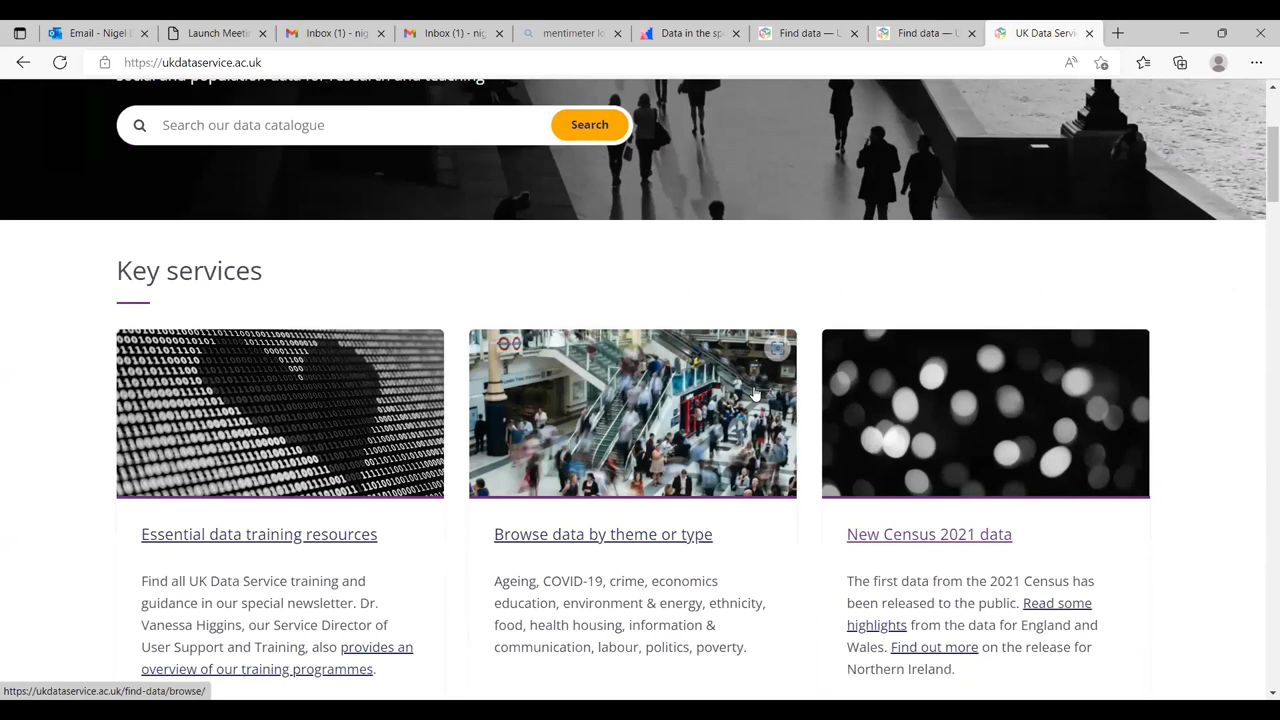 Email - Nigel
Launch Meetin
Inbox (1) - nig
Inbox (1) - nig
mentimeter lo
Data in the sp
Find data — U
Find data — U
UK Data Servi
https://ukdataservice.ac.uk
Social and population data for research and teaching
Search our data catalogue
Search
Key services
Essential data training resources
Find all UK Data Service training and
guidance in our special newsletter. Dr.
Vanessa Higgins, our Service Director of
User Support and Training, also provides an
overview of our training programmes.
Browse data by theme or type
Ageing, COVID-19, crime, economics
education, environment & energy, ethnicity,
food, health housing, information &
communication, labour, politics, poverty.
New Census 2021 data
The first data from the 2021 Census has
been released to the public. Read some
highlights from the data for England and
Wales. Find out more on the release for
Northern Ireland.
https://ukdataservice.ac.uk/find-data/browse/